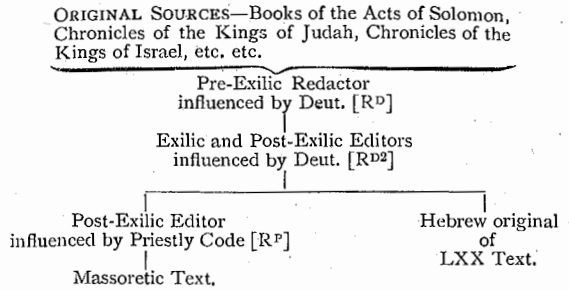 ORIGINAL SOURCES—Books of the Acts of Solomon,
Chronicles of the Kings of Judah, Chronicles of the
Kings of Israel, etc. etc.
Pre-Exilic Redactor
influenced by Deut. [Rᴰ]
Exilic and Post-Exilic Editors
influenced by Deut. [Rᴰ²]
Post-Exilic Editor
influenced by Priestly Code [Rᴾ]
Massoretic Text.
Hebrew original
of
LXX Text.